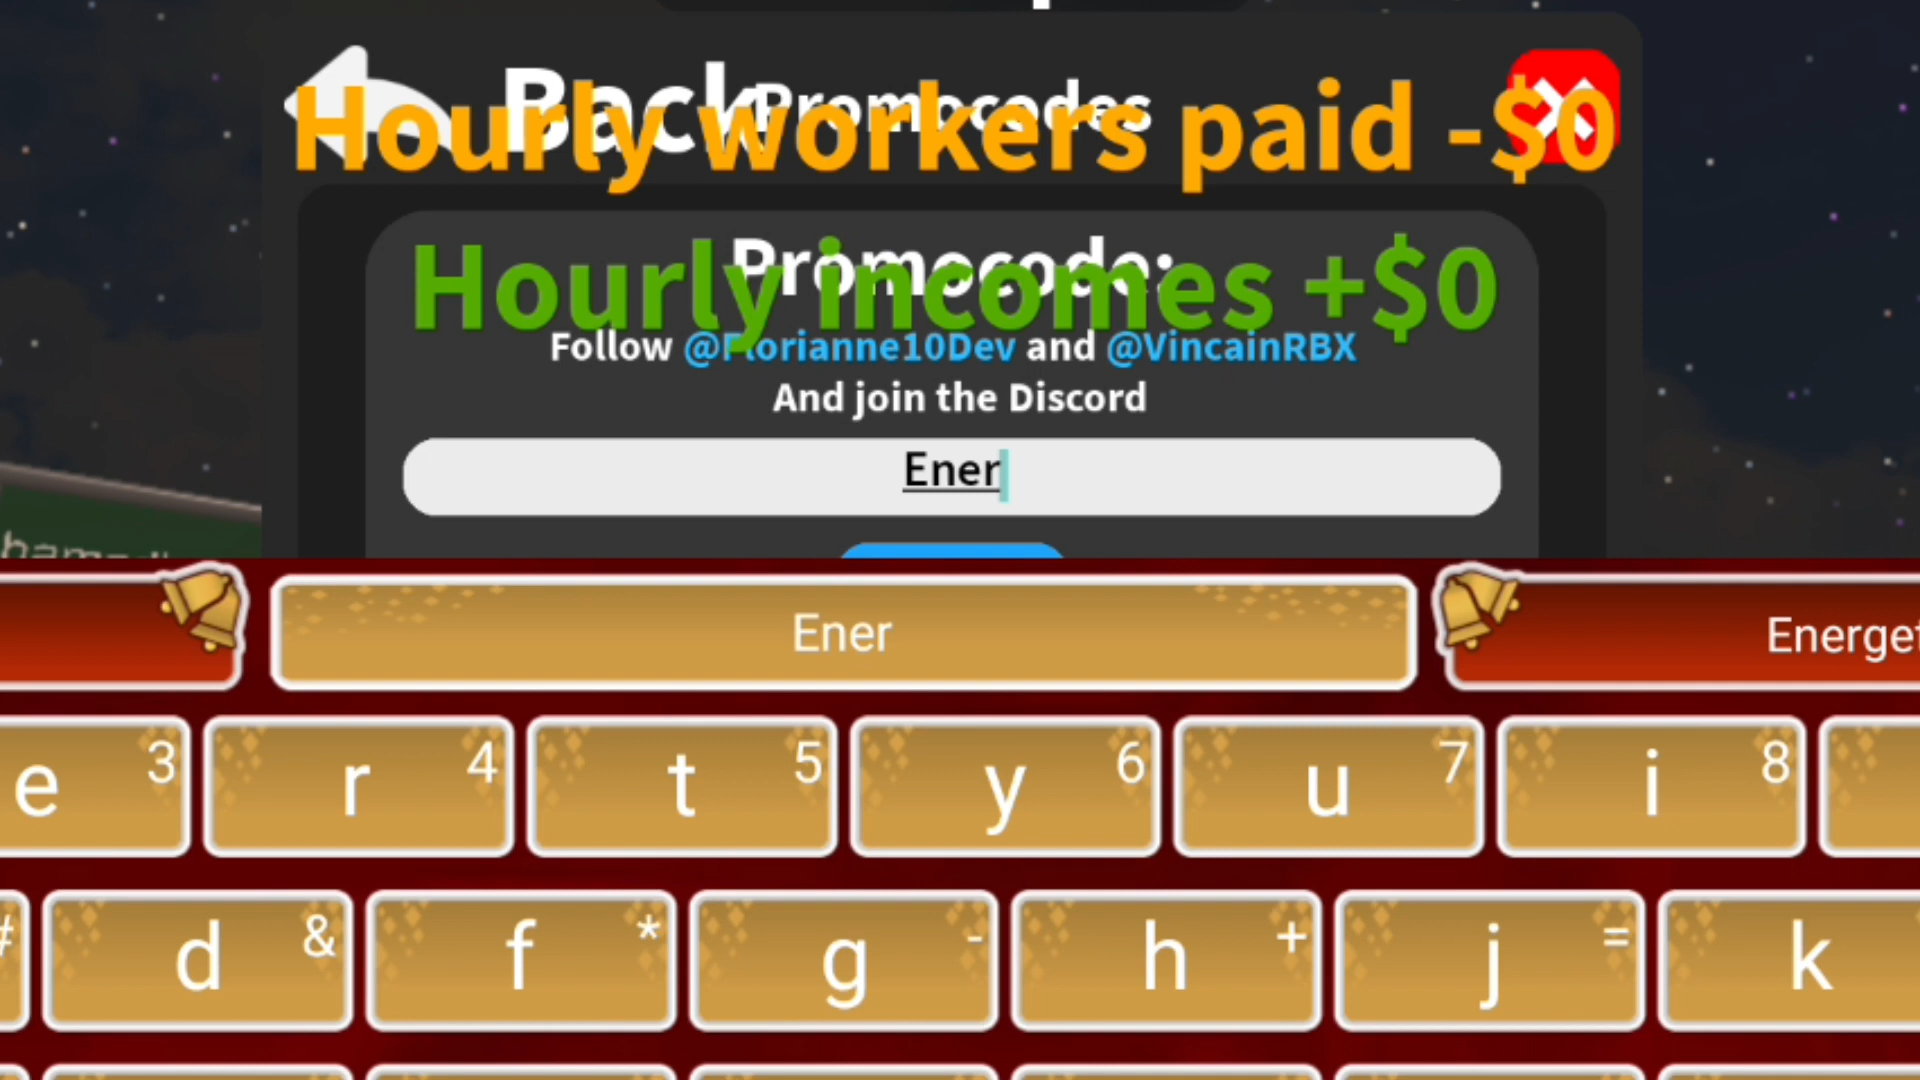 Back
Promocodes
Hourly workers paid -$0
Promocode:
Hourly incomes +$0
Follow @Florianne10Dev and @VincainRBX
And join the Discord
Ener
Ener
Energet
e 3 r 4 t 5 y 6 u 7 i 8
# d & f * g - h + j = k